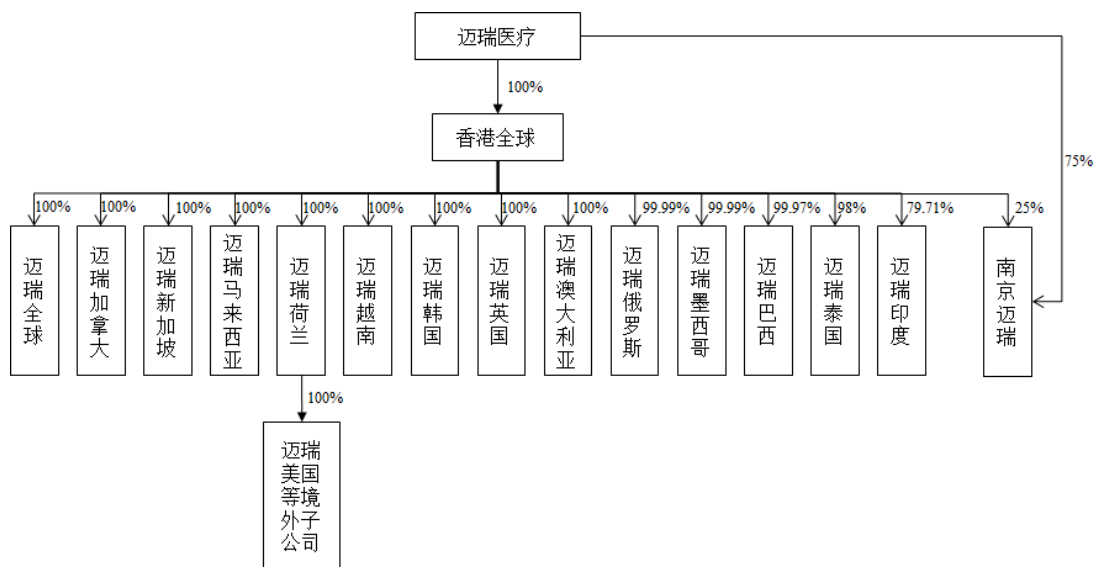 迈瑞医疗
100%
香港全球
75%
100%
100%
100%
100%
100%
100%
100%
100%
100%
99.99%
99.99%
99.97%
98%
79.71%
25%
迈瑞全球
迈瑞加拿大
迈瑞新加坡
迈瑞马来西亚
迈瑞荷兰
迈瑞越南
迈瑞韩国
迈瑞英国
迈瑞澳大利亚
迈瑞俄罗斯
迈瑞墨西哥
迈瑞巴西
迈瑞泰国
迈瑞印度
南京迈瑞
100%
迈瑞
美国
等境
外子
公司